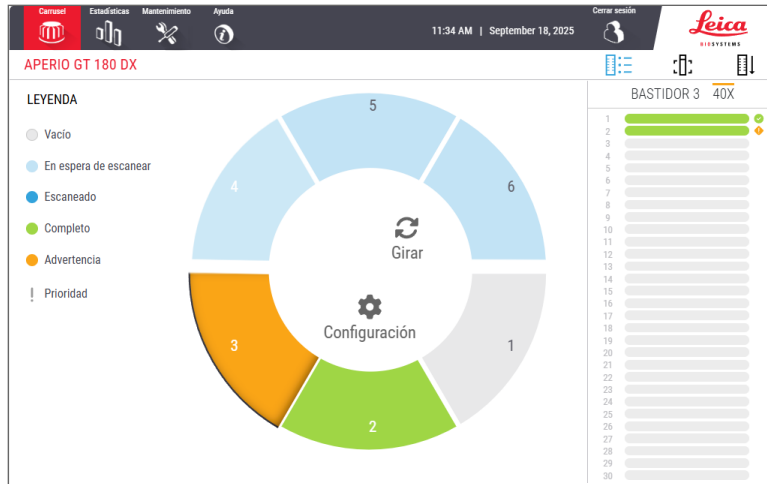 Carrusel
Estadísticas
Mantenimiento
Ayuda
11:34 AM | September 18, 2025
Cerrar sesión
Leica
BIOSYSTEMS
APERIO GT 180 DX
LEYENDA
Vacío
En espera de escanear
Escaneado
Completo
Advertencia
! Prioridad
5
4
6
Girar
Configuración
3
1
2
BASTIDOR 3 40X
1
2
3
4
5
6
7
8
9
10
11
12
13
14
15
16
17
18
19
20
21
22
23
24
25
26
27
28
29
30